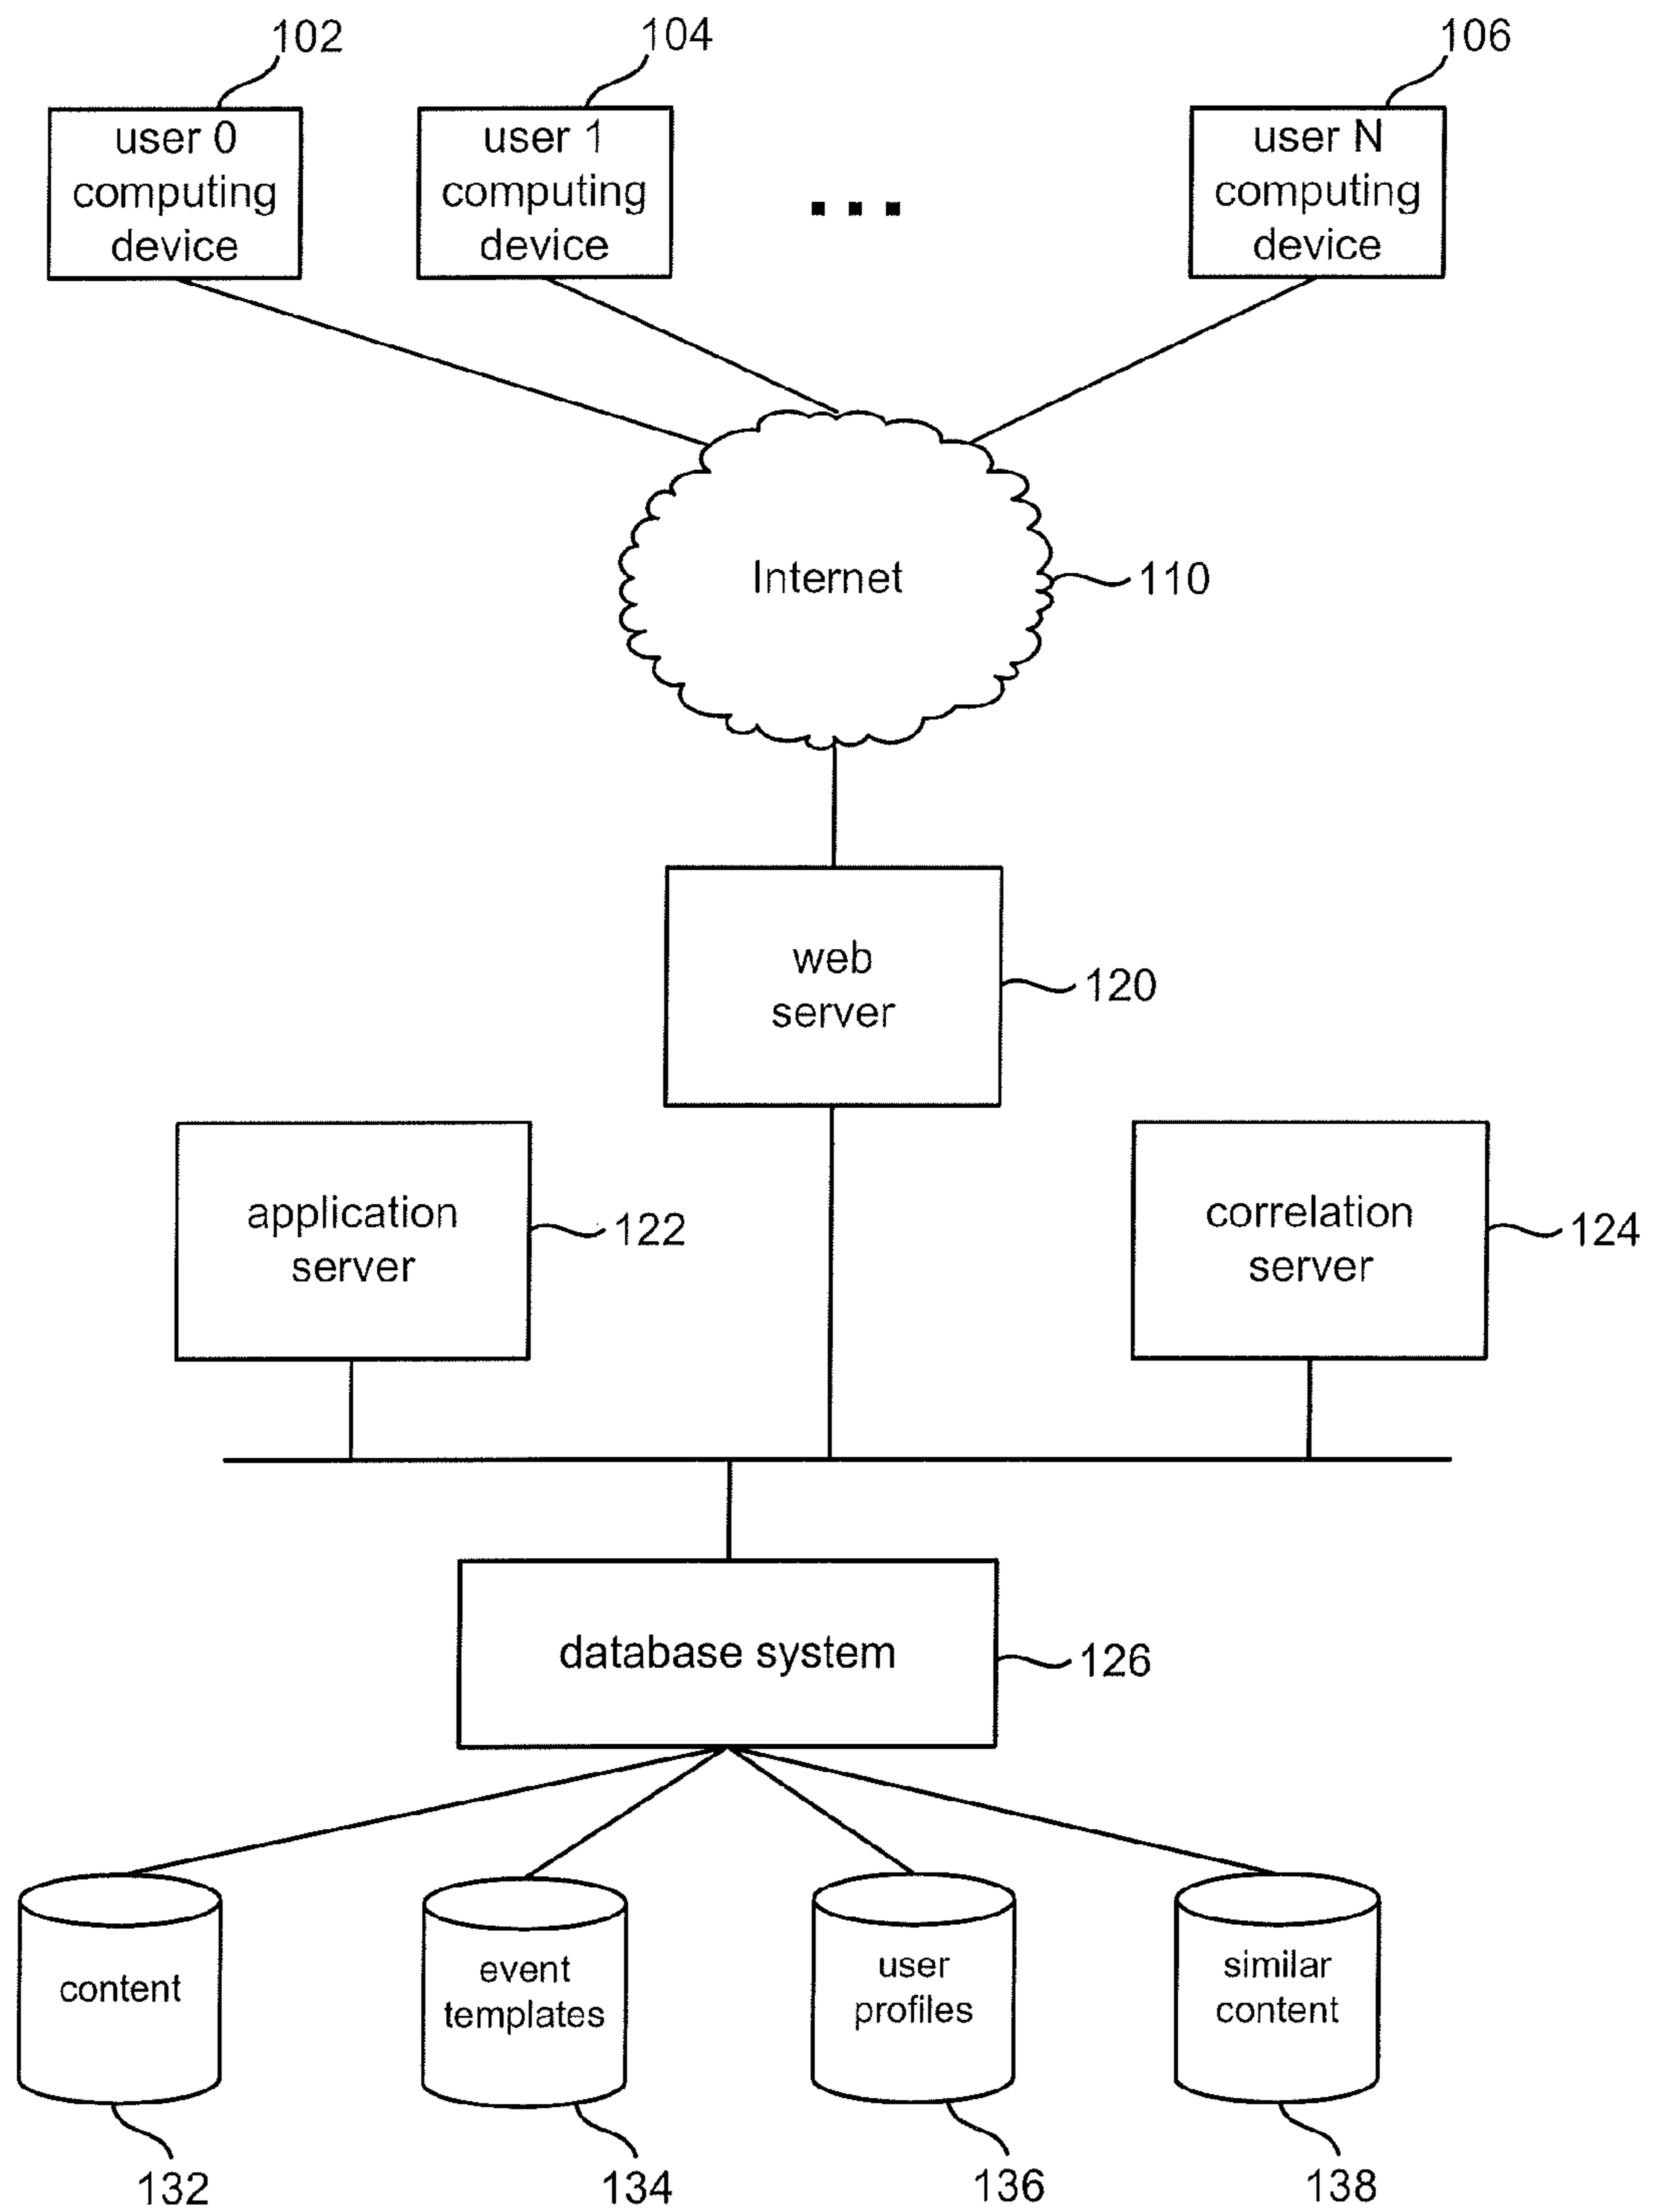 102
104
106
user 0
computing
device
user 1
computing
device
user N
computing
device
Internet
110
web
server
120
application
server
122
correlation
server
124
database system
126
content
event
templates
user
profiles
similar
content
132
134
136
138